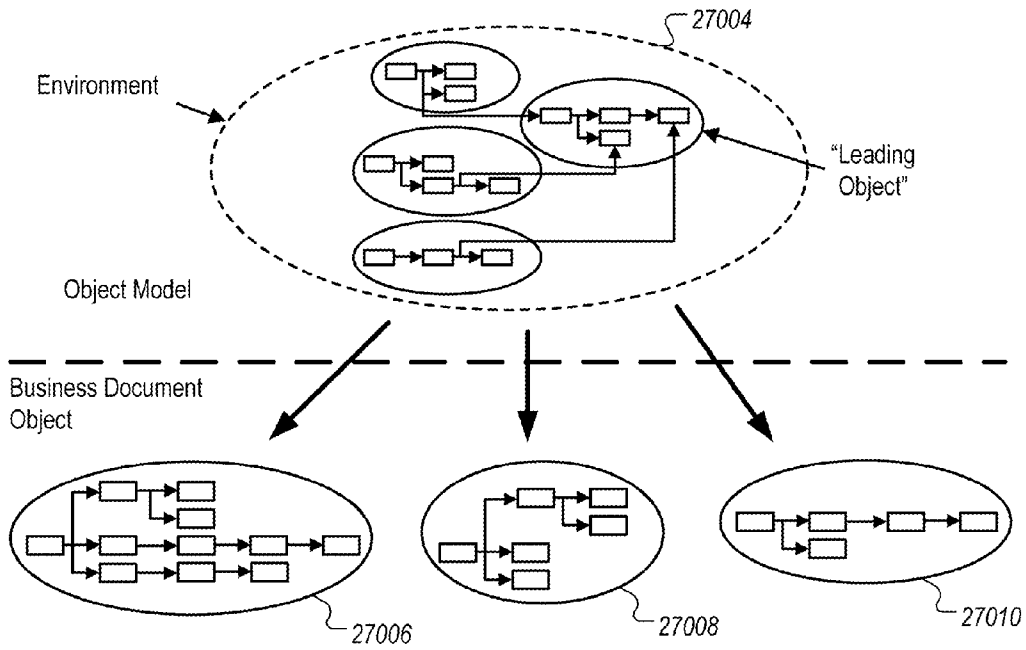 27004
Environment
"Leading
Object"
Object Model
Business Document
Object
27006
27008
27010